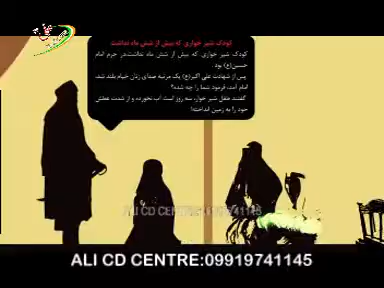 کودک شیر خواری که بیش از شش ماه نداشت
کودک شیر خواری که بیش از شش ماه نداشت،در حرم امام
حسین(ع) بود .
پس از شهادت علی اکبر(ع) یک مرتبه صدای زنان خیام بلند شد،
امام آمد، فرمود شما را چه شده؟
گفتند طفل شیر خوار، سه روز است آب نخورده و از شدت عطش
خود را به زمین انداخته!
ALI CD CENTRE:09919741145
ALI CD CENTRE:09919741145